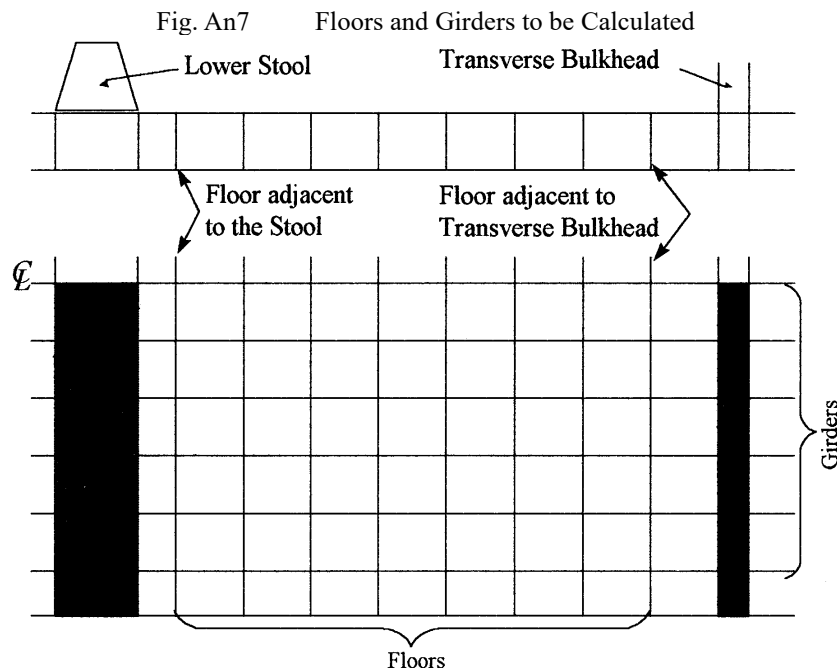 Fig. An7 Floors and Girders to be Calculated
Lower Stool
Transverse Bulkhead
Floor adjacent
to the Stool
Floor adjacent to
Transverse Bulkhead
℄
Girders
Floors